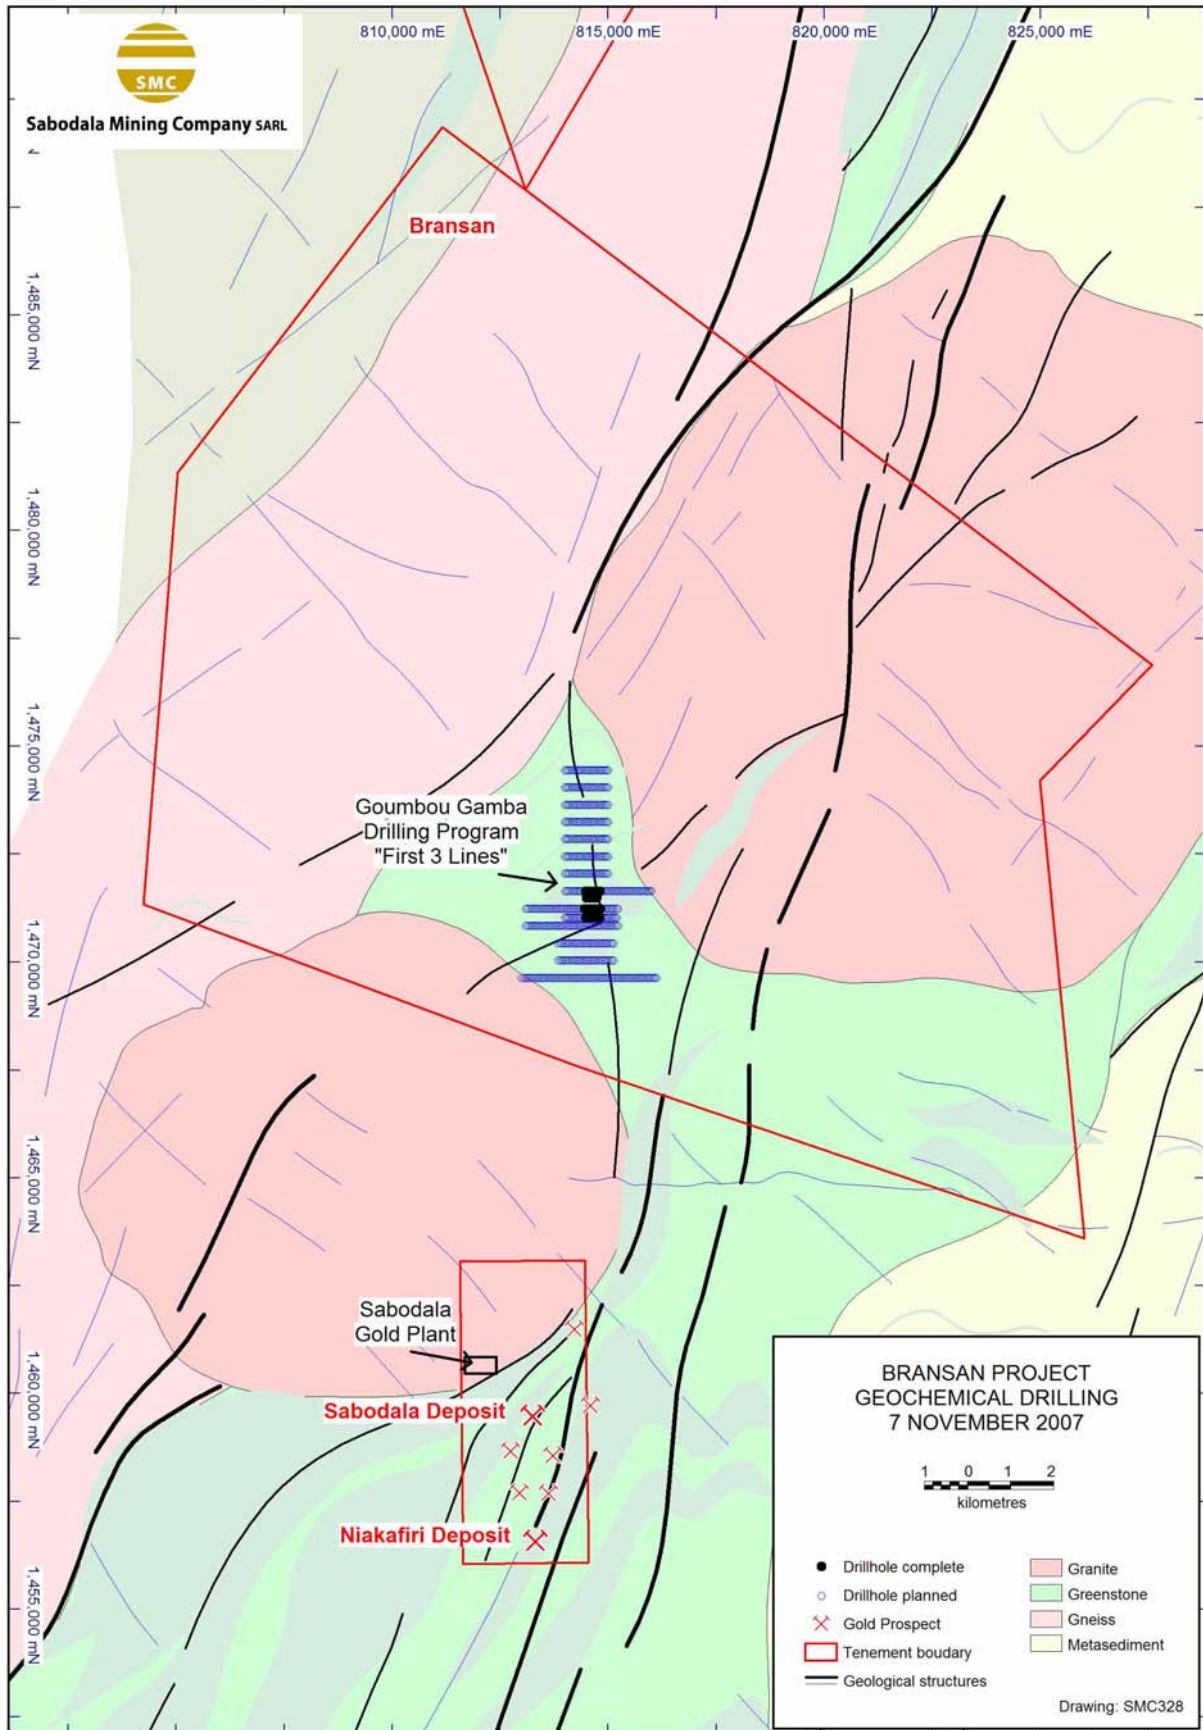 810,000 mE
815,000 mE
820,000 mE
825,000 mE
SMC
Sabodala Mining Company SARL
Bransan
1,485,000 mN
1,480,000 mN
1,475,000 mN
1,470,000 mN
1,465,000 mN
1,460,000 mN
1,455,000 mN
Goumbou Gamba
Drilling Program
"First 3 Lines"
Sabodala
Gold Plant
Sabodala Deposit
Niakafiri Deposit
BRANSAN PROJECT
GEOCHEMICAL DRILLING
7 NOVEMBER 2007
1 0 1 2
kilometres
Drillhole complete
Drillhole planned
Gold Prospect
Tenement boudary
Geological structures
Granite
Greenstone
Gneiss
Metasediment
Drawing: SMC328